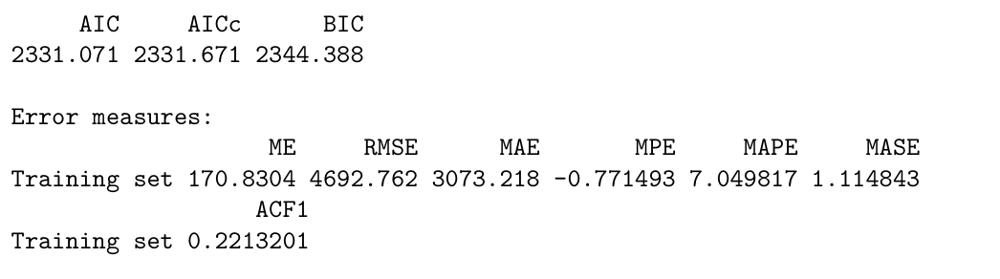 AIC     AICc      BIC
2331.071 2331.671 2344.388

Error measures:
                   ME     RMSE      MAE       MPE     MAPE     MASE
Training set 170.8304 4692.762 3073.218 -0.771493 7.049817 1.114843
                  ACF1
Training set 0.2213201